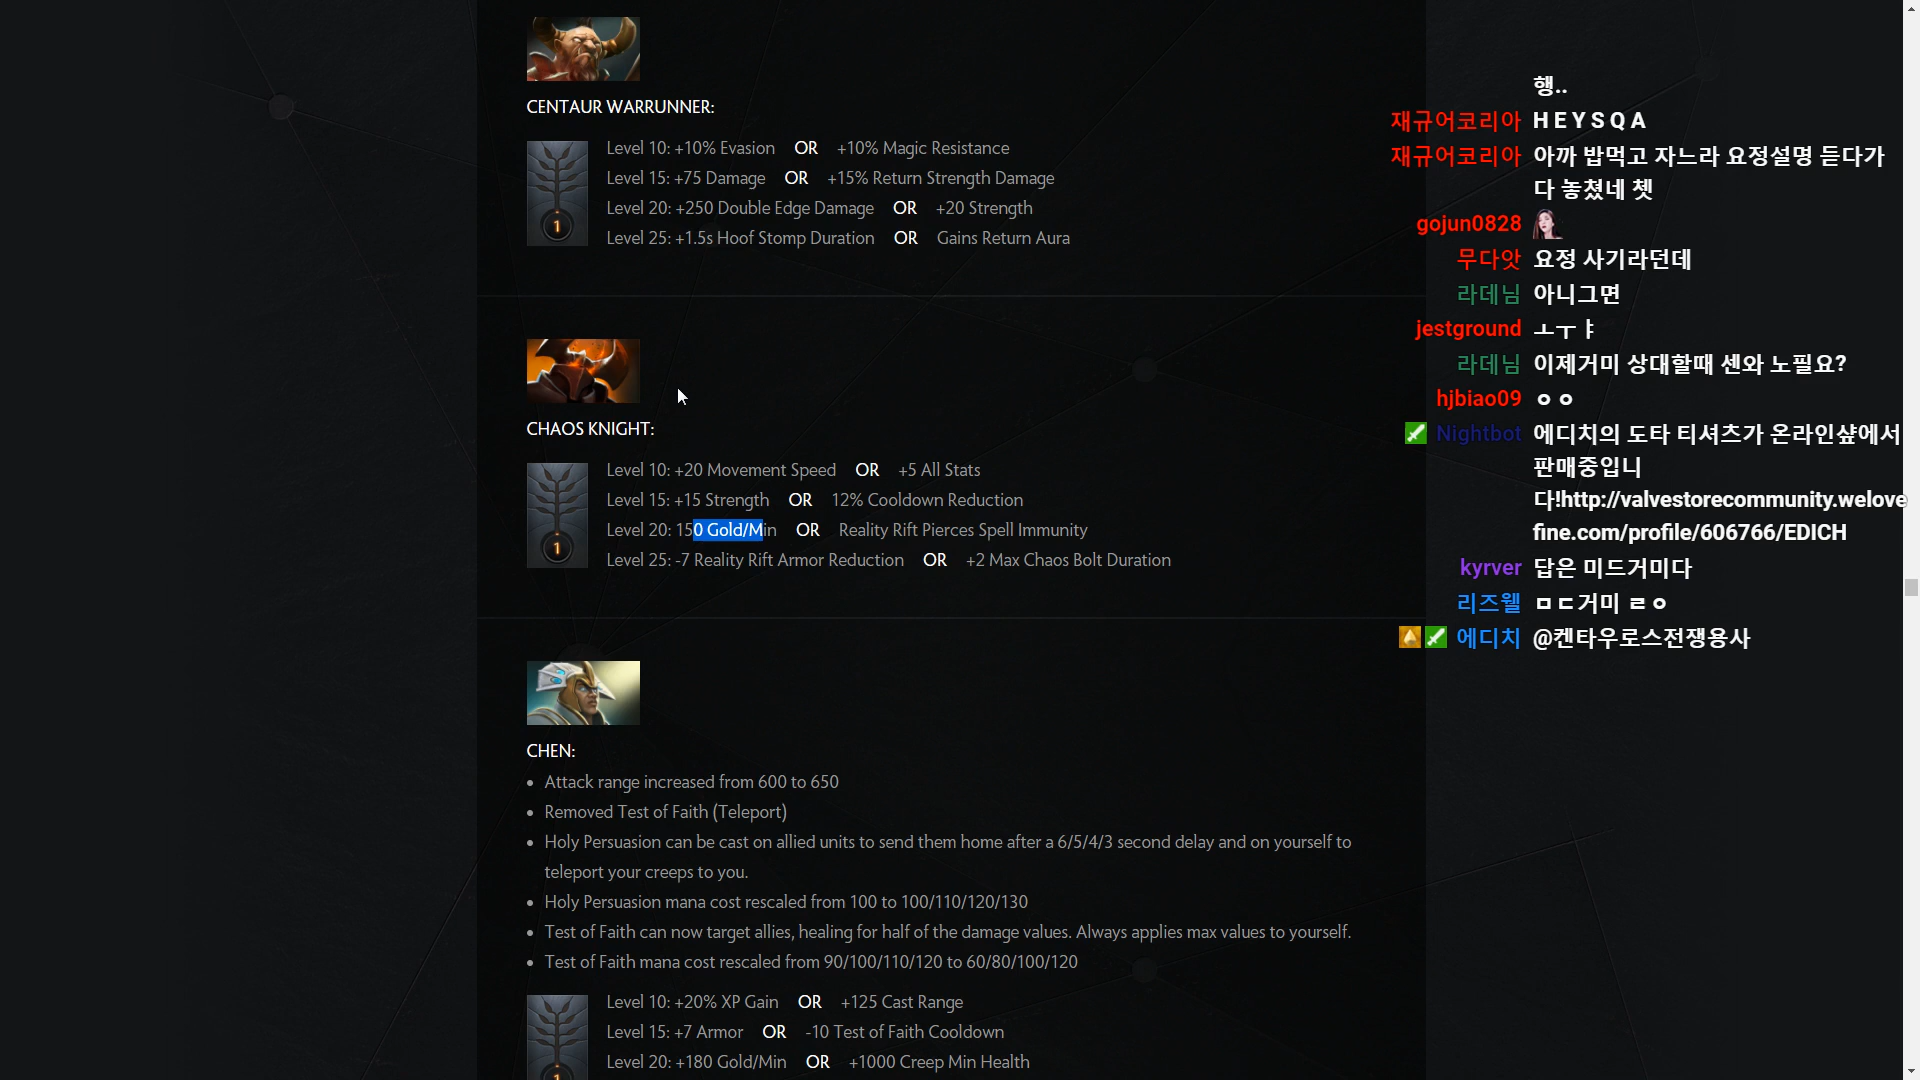 CENTAUR WARRUNNER:
1
Level 10: +10% Evasion OR +10% Magic Resistance
Level 15: +75 Damage OR +15% Return Strength Damage
Level 20: +250 Double Edge Damage OR +20 Strength
Level 25: +1.5s Hoof Stomp Duration OR Gains Return Aura
CHAOS KNIGHT:
1
Level 10: +20 Movement Speed OR +5 All Stats
Level 15: +15 Strength OR 12% Cooldown Reduction
Level 20: 150 Gold/Min OR Reality Rift Pierces Spell Immunity
Level 25: -7 Reality Rift Armor Reduction OR +2 Max Chaos Bolt Duration
CHEN:
• Attack range increased from 600 to 650
• Removed Test of Faith (Teleport)
• Holy Persuasion can be cast on allied units to send them home after a 6/5/4/3 second delay and on yourself to
teleport your creeps to you.
• Holy Persuasion mana cost rescaled from 100 to 100/110/120/130
• Test of Faith can now target allies, healing for half of the damage values. Always applies max values to yourself.
• Test of Faith mana cost rescaled from 90/100/110/120 to 60/80/100/120
1
Level 10: +20% XP Gain OR +125 Cast Range
Level 15: +7 Armor OR -10 Test of Faith Cooldown
Level 20: +180 Gold/Min OR +1000 Creep Min Health
행..
재규어코리아 H E Y S Q A
재규어코리아 아까 밥먹고 자느라 요정설명 듣다가
다 놓쳤네 쳇
gojun0828
무다앗 요정 사기라던데
라데님 아니그면
jestground ㅗㅜㅑ
라데님 이제거미 상대할때 센와 노필요?
hjbiao09 ㅇㅇ
Nightbot 에디치의 도타 티셔츠가 온라인샾에서
판매중입니
다!http://valvestorecommunity.welove
fine.com/profile/606766/EDICH
kyrver 답은 미드거미다
리즈웰 ㅁㄷ거미 ㄹㅇ
에디치 @켄타우로스전쟁용사